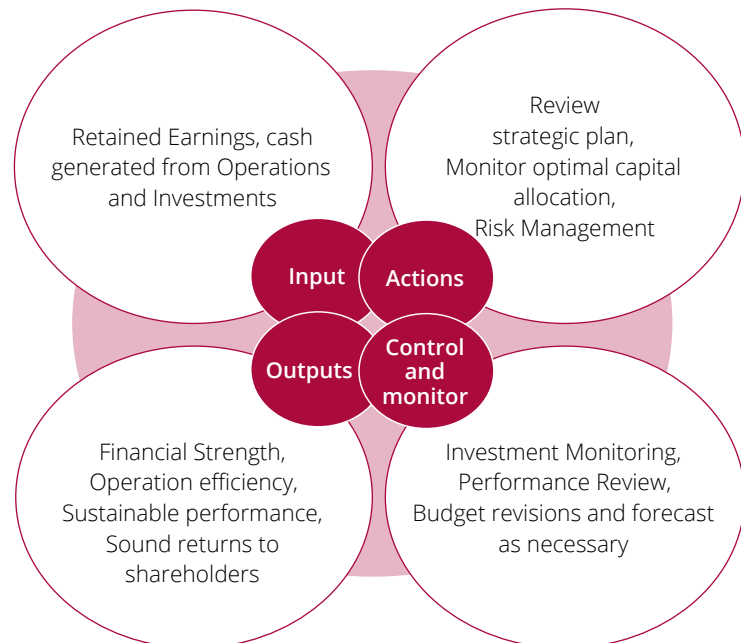 Retained Earnings, cash
generated from Operations
and Investments
Review
strategic plan,
Monitor optimal capital
allocation,
Risk Management
Input
Actions
Outputs
Control
and
monitor
Financial Strength,
Operation efficiency,
Sustainable performance,
Sound returns to
shareholders
Investment Monitoring,
Performance Review,
Budget revisions and forecast
as necessary